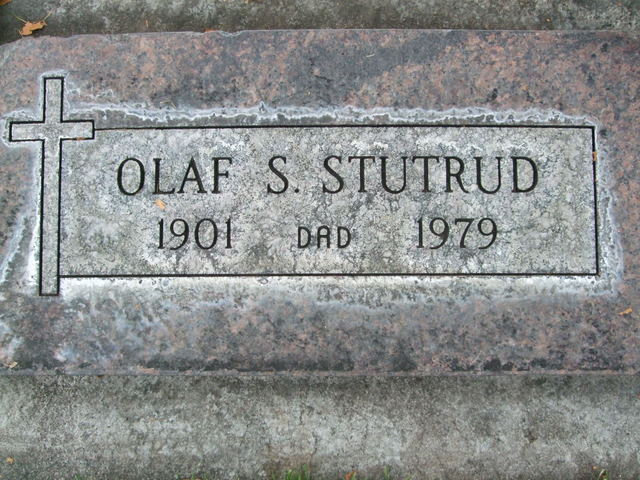 OLAF S. STUTRUD
1901 DAD 1979